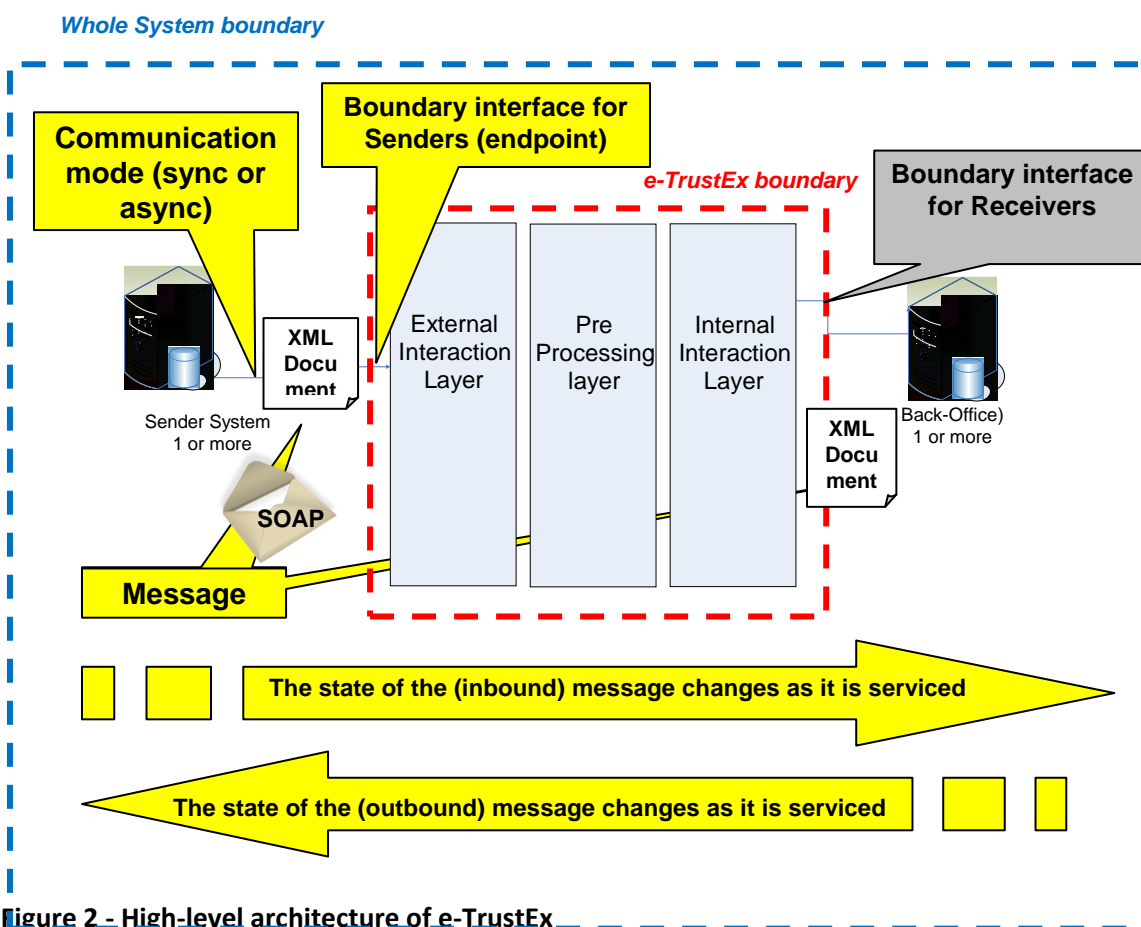 Whole System boundary
Communication
mode (sync or
async)
Boundary interface for
Senders (endpoint)
e-TrustEx boundary
Boundary interface
for Receivers
External
Interaction
Layer
Pre
Processing
layer
Internal
Interaction
Layer
XML
Docu
ment
Sender System
1 or more
Back-Office)
1 or more
XML
Docu
ment
SOAP
Message
The state of the (inbound) message changes as it is serviced
The state of the (outbound) message changes as it is serviced
Figure 2 - High-level architecture of e-TrustEx